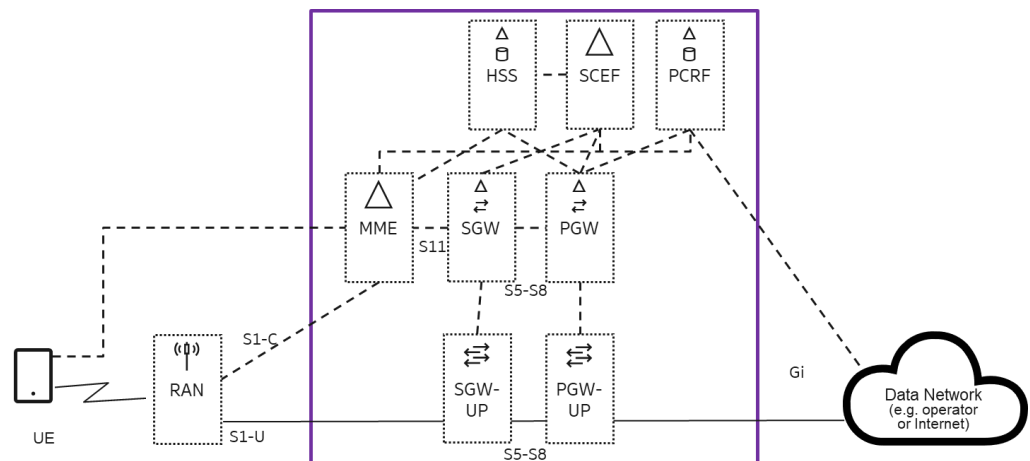 HSS
SCEF
PCRF
MME
SGW
PGW
S11
S5-S8
S1-C
RAN
SGW-
UP
PGW-
UP
Gi
Data Network
(e.g. operator
or Internet)
UE
S1-U
S5-S8